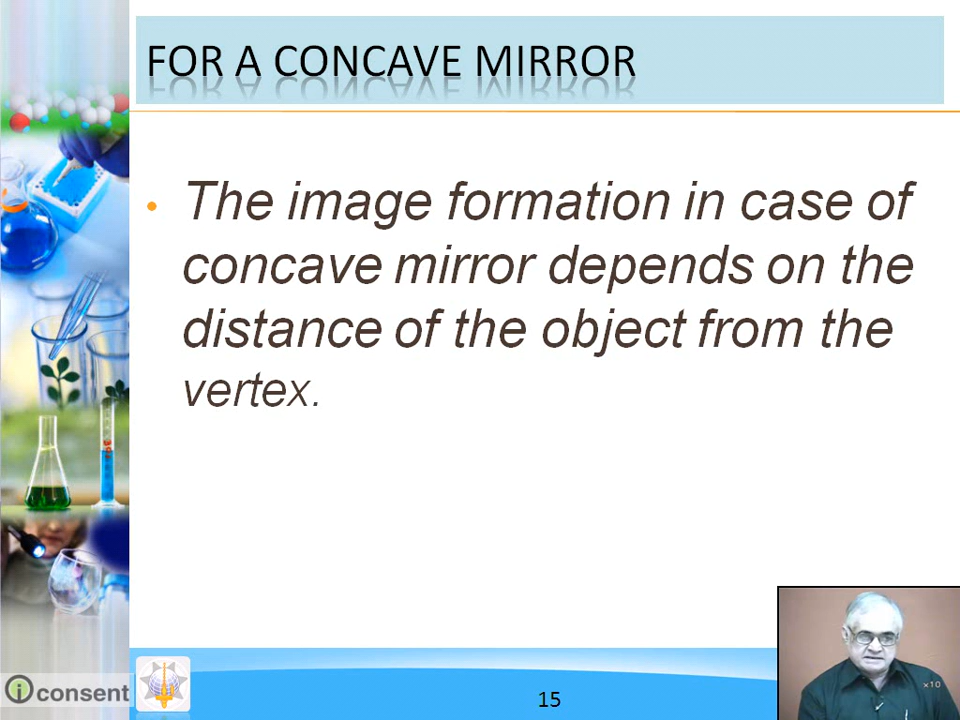 FOR A CONCAVE MIRROR
• The image formation in case of
concave mirror depends on the
distance of the object from the
vertex.
i consent
15
×10